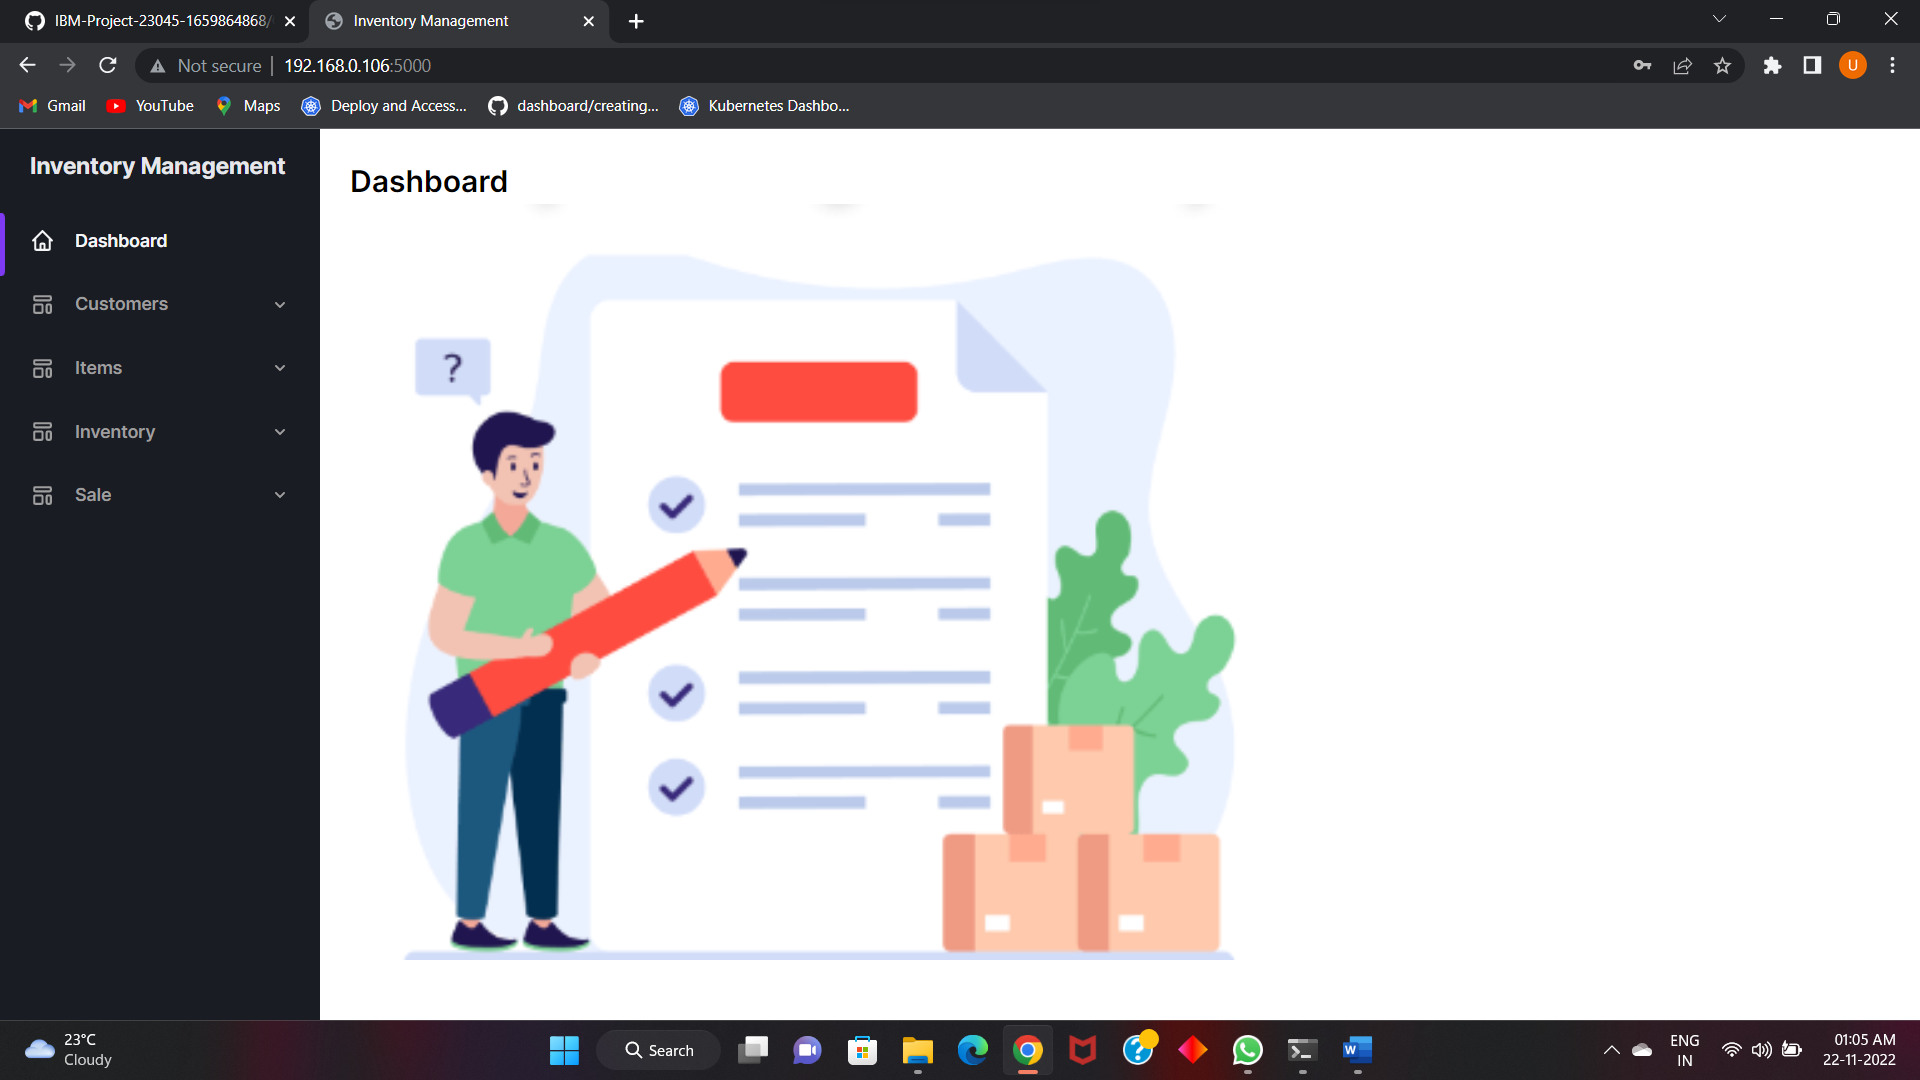 IBM-Project-23045-1659864868/
Inventory Management
Not secure
192.168.0.106:5000
U
Gmail
YouTube
Maps
Deploy and Access...
dashboard/creating...
Kubernetes Dashbo...
Inventory Management
Dashboard
Customers
Items
Inventory
Sale
Dashboard
?
23°C
Cloudy
Search
W
ENG
IN
01:05 AM
22-11-2022